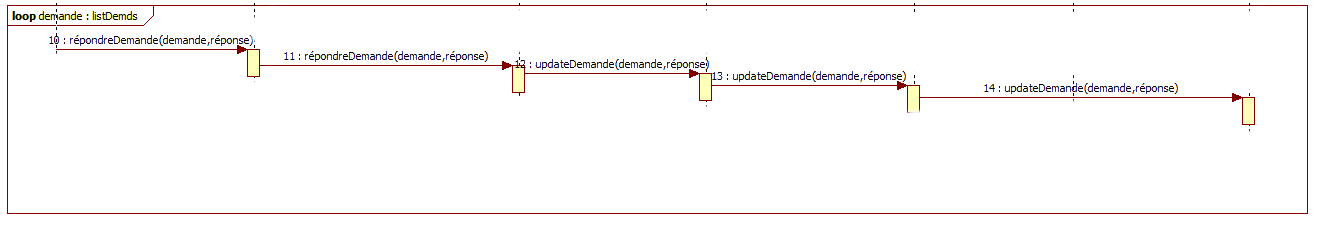 loop demande : listDemds
10 : répondreDemande(demande,réponse)
11 : répondreDemande(demande,réponse)
12 : updateDemande(demande,réponse)
13 : updateDemande(demande,réponse)
14 : updateDemande(demande,réponse)